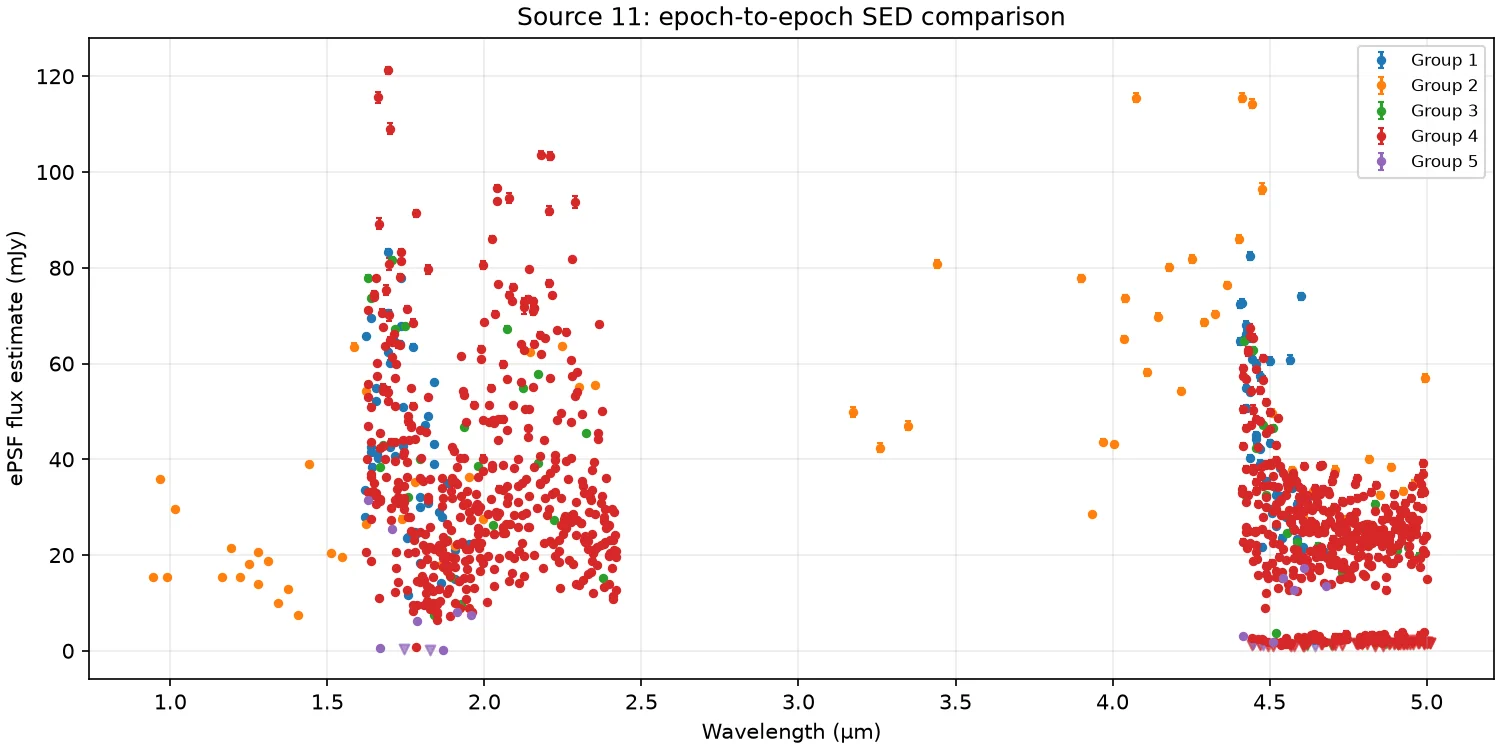 Source 11: epoch-to-epoch SED comparison
120
100
80
60
40
20
0
ePSF flux estimate (mJy)
1.0 1.5 2.0 2.5 3.0 3.5 4.0 4.5 5.0
Wavelength (μm)
Group 1
Group 2
Group 3
Group 4
Group 5